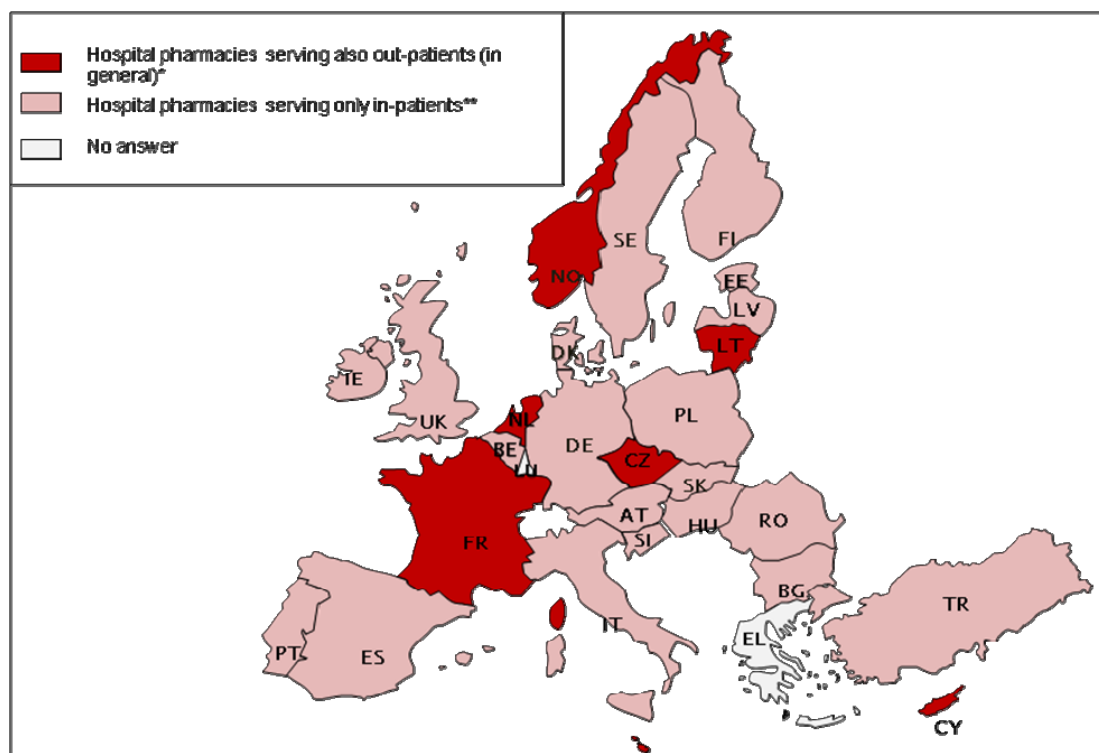 Hospital pharmacies serving also out-patients (in
general)*
Hospital pharmacies serving only in-patients**
No answer
SE
FI
NO
EE
LV
LT
DK
IE
UK
NL
PL
BE
DE
LU
CZ
SK
AT
HU
RO
SI
FR
BG
TR
IT
EL
PT
ES
CY